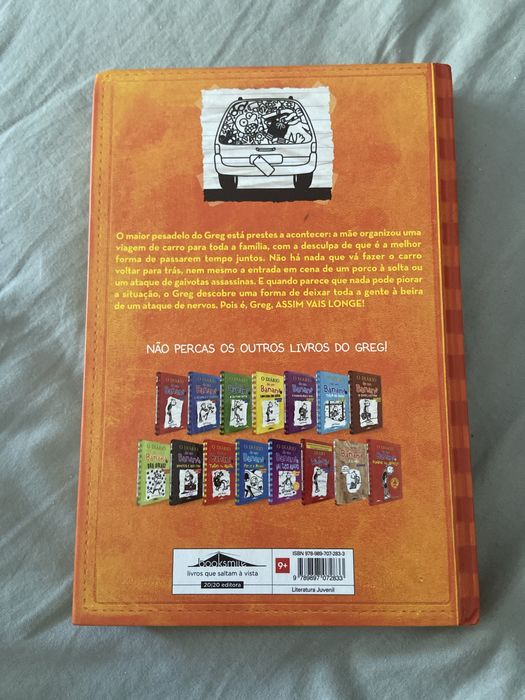 O maior pesadelo do Greg está prestes a acontecer: a mãe organizou uma
viagem de carro para toda a família, com a desculpa de que é a melhor
forma de passarem tempo juntos. Não há nada que vá fazer o carro
voltar para trás, nem mesmo a entrada em cena de um porco à solta ou
um ataque de gaivotas assassinas. E quando parece que nada pode piorar
a situação, o Greg descobre uma forma de deixar toda a gente à beira
de um ataque de nervos. Pois é, Greg, ASSIM VAIS LONGE!
NÃO PERCAS OS OUTROS LIVROS DO GREG!
booksmile
livros que saltam à vista
20|20 editora
9+
ISBN 978-989-707-283-3
9 789897 072833
Literatura Juvenil